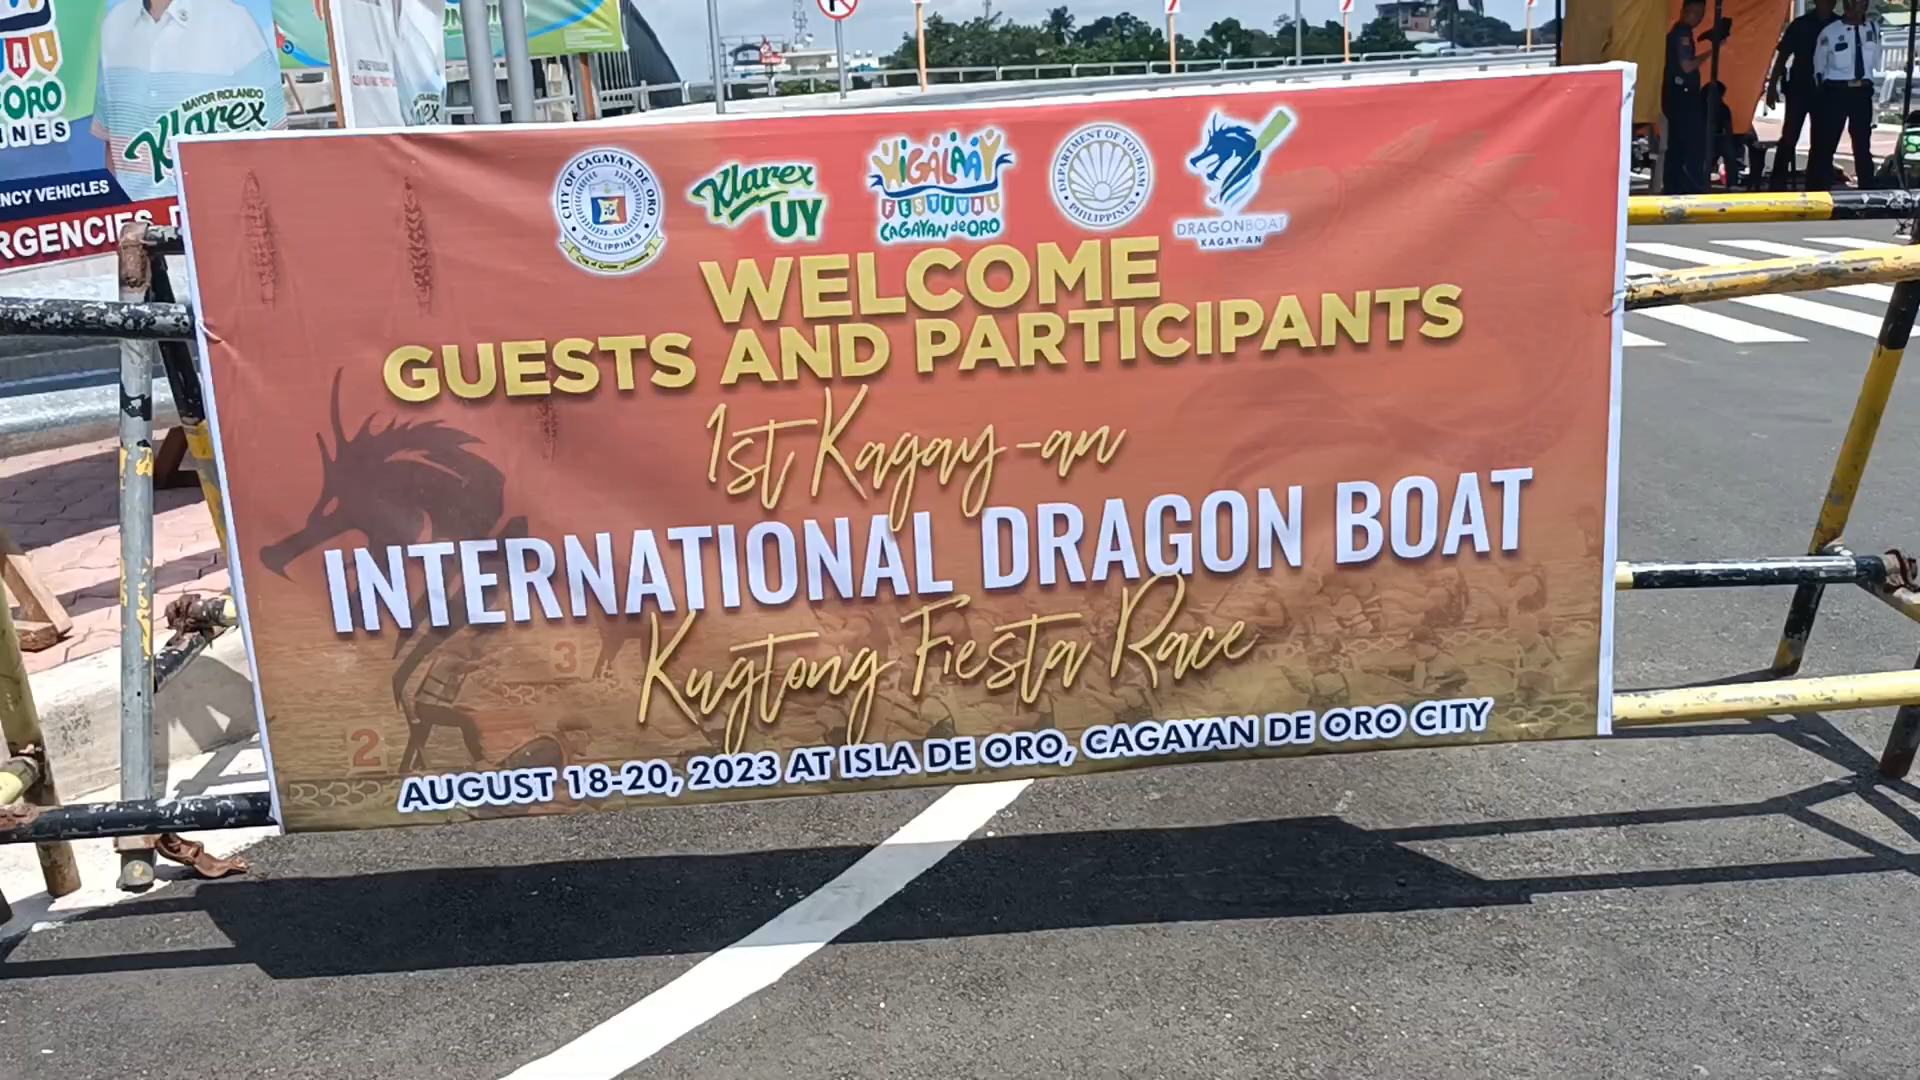 ORO
INES
MAYOR ROLANDO
Klarex
NCY VEHICLES
RGENCIES
CITY OF CAGAYAN DE ORO
PHILIPPINES
Klarex
UY
HIGALAAY
FESTIVAL
CAGAYAN de ORO
DEPARTMENT OF TOURISM
PHILIPPINES
DRAGONBOAT
KAGAY-AN
WELCOME
GUESTS AND PARTICIPANTS
1st Kagay-an
INTERNATIONAL DRAGON BOAT
Kugtong Fiesta Race
3
2
AUGUST 18-20, 2023 AT ISLA DE ORO, CAGAYAN DE ORO CITY